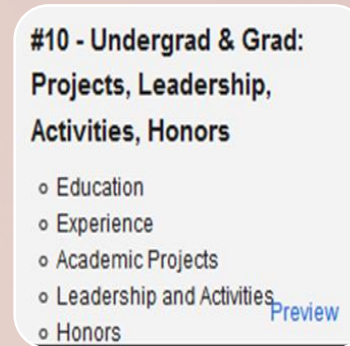 #10 - Undergrad & Grad:
Projects, Leadership,
Activities, Honors
Education
Experience
Academic Projects
Leadership and Activities
Preview
Honors